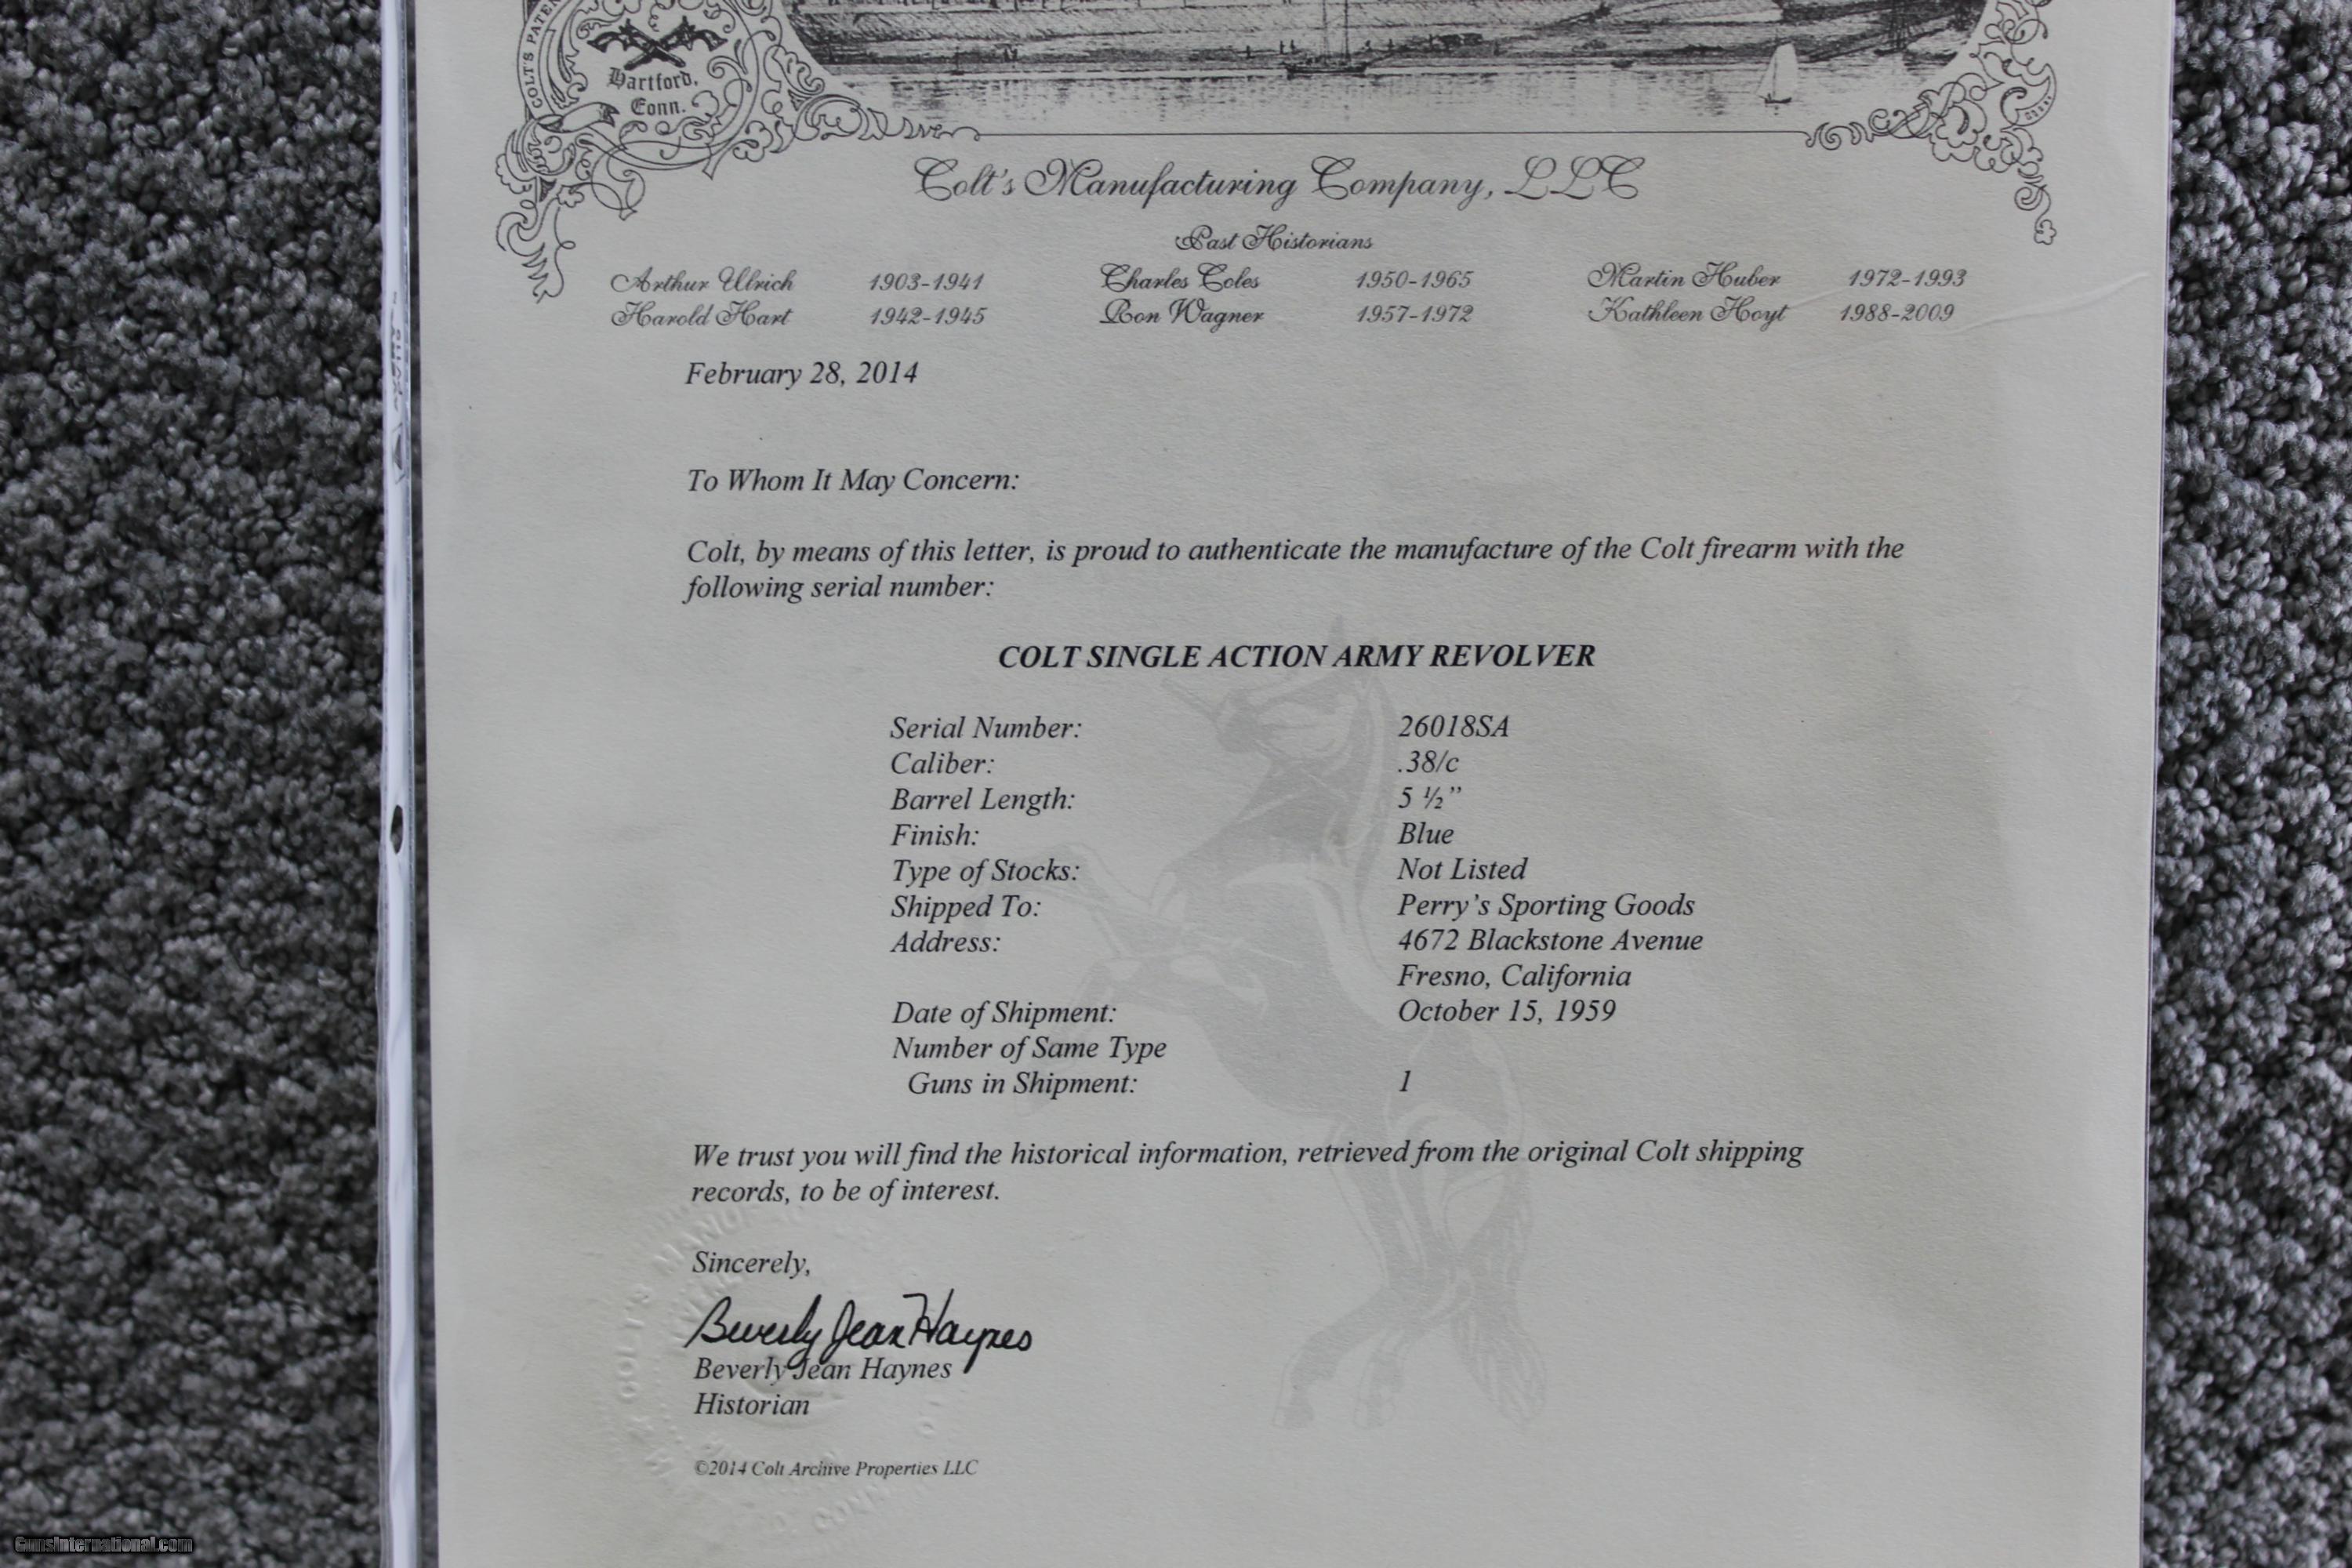 COLT'S PATEN
Hartford,
Conn.
Colt's Manufacturing Company, LLC
Past Historians
Arthur Ulrich 1903-1941 Charles Coles 1950-1965 Martin Huber 1972-1993
Harold Hart 1942-1945 Ron Wagner 1957-1972 Kathleen Hoyt 1988-2009
February 28, 2014
To Whom It May Concern:
Colt, by means of this letter, is proud to authenticate the manufacture of the Colt firearm with the
following serial number:
COLT SINGLE ACTION ARMY REVOLVER
Serial Number: 26018SA
Caliber: .38/c
Barrel Length: 5 ½”
Finish: Blue
Type of Stocks: Not Listed
Shipped To: Perry’s Sporting Goods
Address: 4672 Blackstone Avenue
Fresno, California
Date of Shipment: October 15, 1959
Number of Same Type
Guns in Shipment: 1
We trust you will find the historical information, retrieved from the original Colt shipping
records, to be of interest.
Sincerely,
Beverly Jean Haynes
Beverly Jean Haynes
Historian
©2014 Colt Archive Properties LLC
COLT'S MANUF
CONN
GunsInternational.com